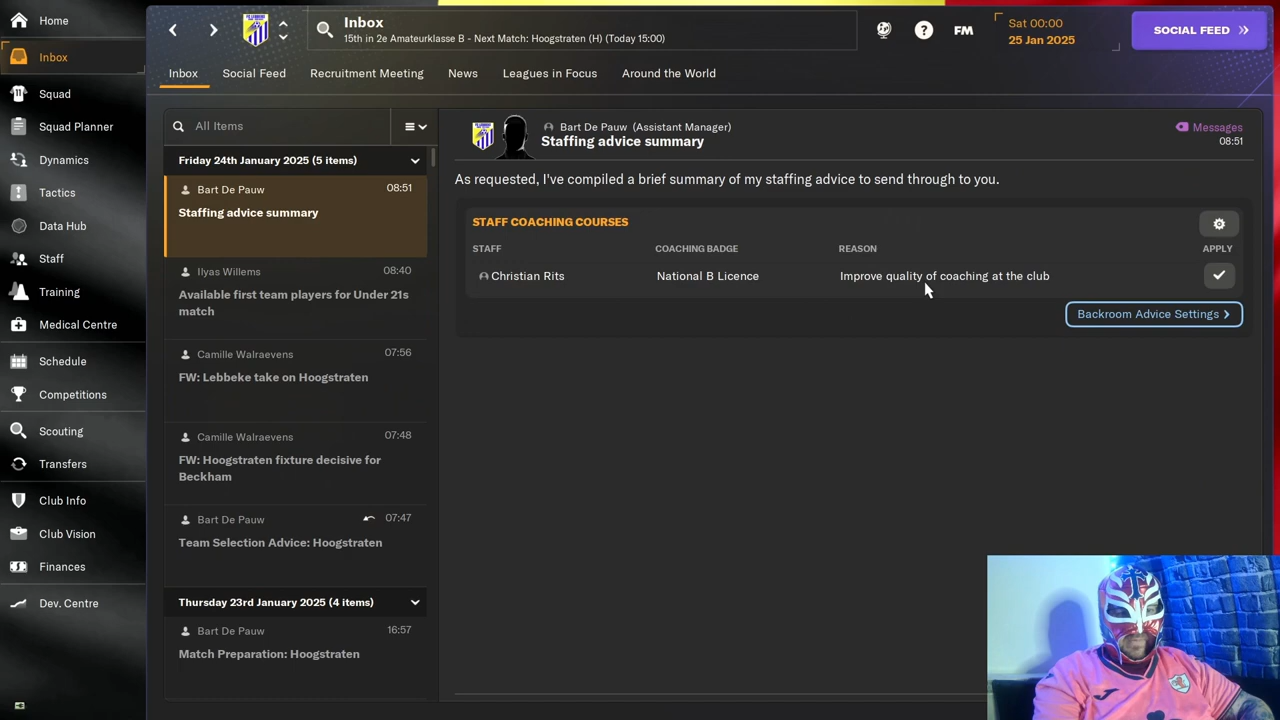 Home
Inbox
Squad
Squad Planner
Dynamics
Tactics
Data Hub
Staff
Training
Medical Centre
Schedule
Competitions
Scouting
Transfers
Club Info
Club Vision
Finances
Dev. Centre
Inbox
15th in 2e Amateurklasse B - Next Match: Hoogstraten (H) (Today 15:00)
FM
Sat 00:00
25 Jan 2025
SOCIAL FEED
Inbox
Social Feed
Recruitment Meeting
News
Leagues in Focus
Around the World
All Items
Friday 24th January 2025 (5 items)
Bart De Pauw 08:51
Staffing advice summary
Ilyas Willems 08:40
Available first team players for Under 21s
match
Camille Walraevens 07:56
FW: Lebbeke take on Hoogstraten
Camille Walraevens 07:48
FW: Hoogstraten fixture decisive for
Beckham
Bart De Pauw 07:47
Team Selection Advice: Hoogstraten
Thursday 23rd January 2025 (4 items)
Bart De Pauw 16:57
Match Preparation: Hoogstraten
Bart De Pauw (Assistant Manager)
Staffing advice summary
Messages
08:51
As requested, I've compiled a brief summary of my staffing advice to send through to you.
STAFF COACHING COURSES
STAFF COACHING BADGE REASON APPLY
Christian Rits National B Licence Improve quality of coaching at the club
Backroom Advice Settings